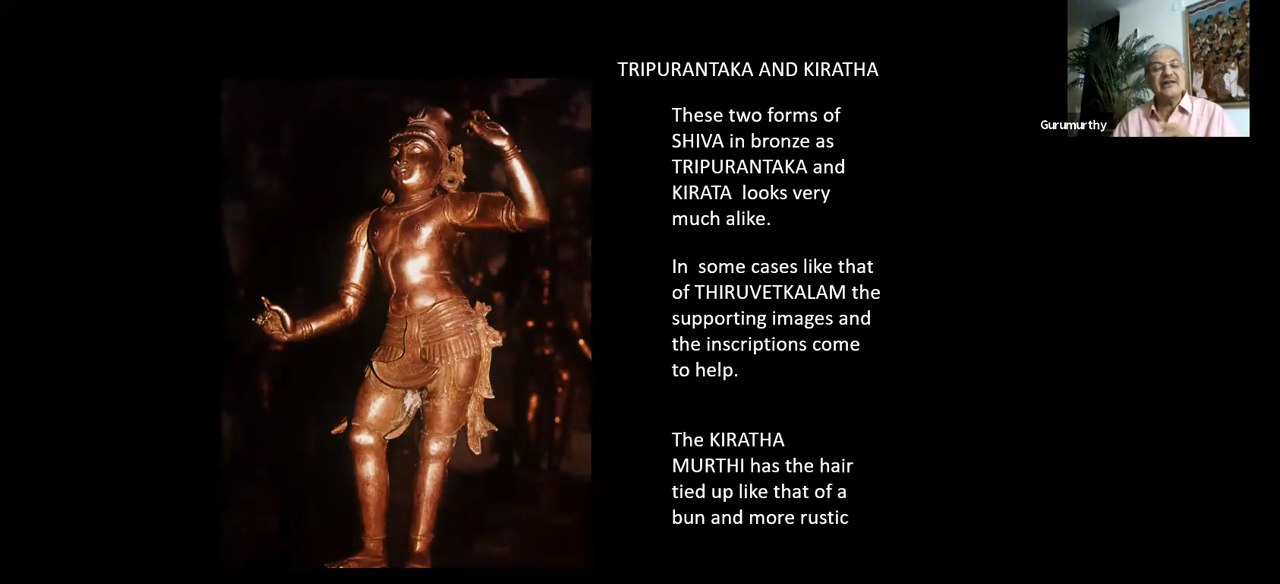 TRIPURANTAKA AND KIRATHA
These two forms of
SHIVA in bronze as
TRIPURANTAKA and
KIRATA looks very
much alike.
In some cases like that
of THIRUVETKALAM the
supporting images and
the inscriptions come
to help.
The KIRATHA
MURTHI has the hair
tied up like that of a
bun and more rustic
Gurumurthy